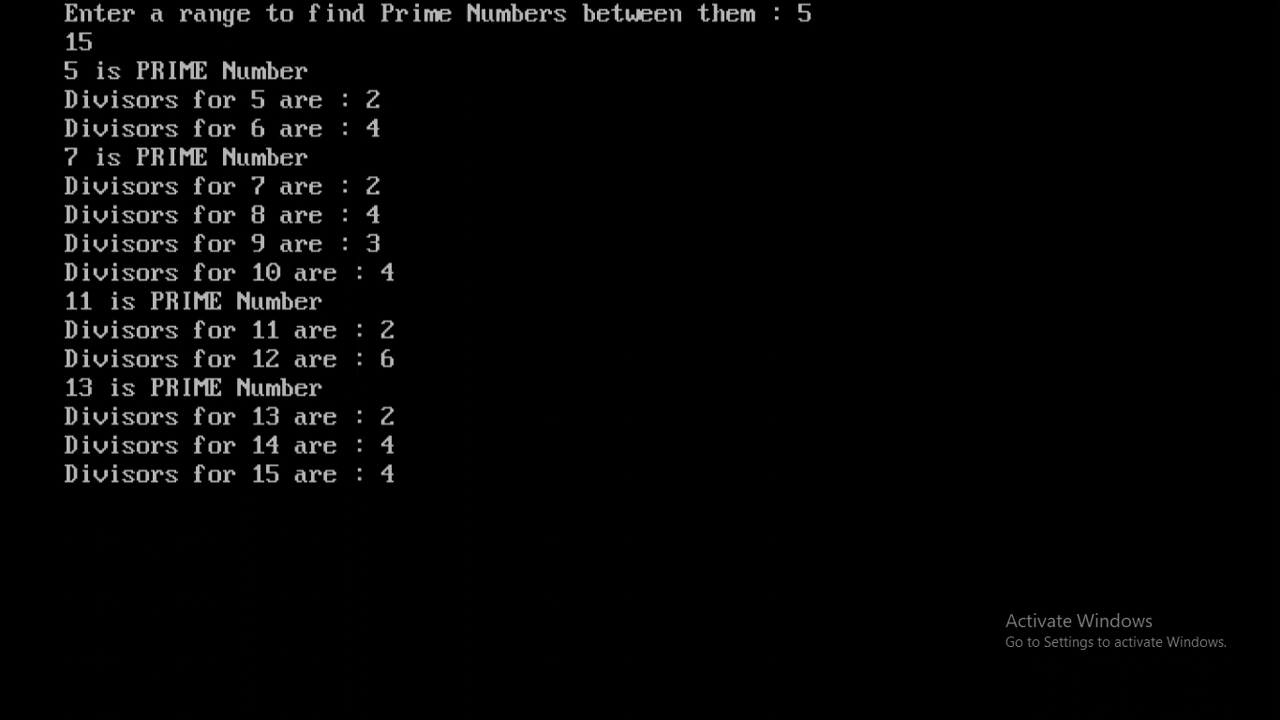 Enter a range to find Prime Numbers between them : 5
15
5 is PRIME Number
Divisors for 5 are : 2
Divisors for 6 are : 4
7 is PRIME Number
Divisors for 7 are : 2
Divisors for 8 are : 4
Divisors for 9 are : 3
Divisors for 10 are : 4
11 is PRIME Number
Divisors for 11 are : 2
Divisors for 12 are : 6
13 is PRIME Number
Divisors for 13 are : 2
Divisors for 14 are : 4
Divisors for 15 are : 4
Activate Windows
Go to Settings to activate Windows.